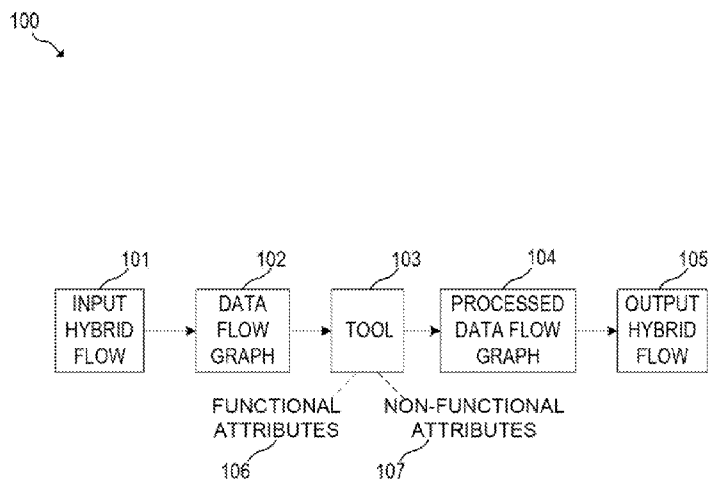 100
101
102
103
104
105
INPUT
HYBRID
FLOW
DATA
FLOW
GRAPH
TOOL
PROCESSED
DATA FLOW
GRAPH
OUTPUT
HYBRID
FLOW
FUNCTIONAL
ATTRIBUTES
106
NON-FUNCTIONAL
ATTRIBUTES
107